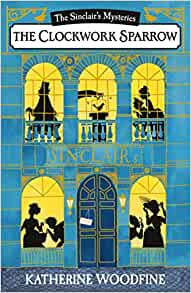 The Sinclair's Mysteries
THE CLOCKWORK SPARROW
SINCLAIR's
KATHERINE WOODFINE